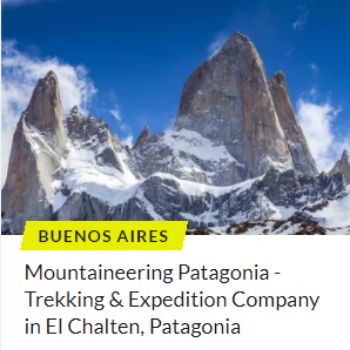 BUENOS AIRES
Mountaineering Patagonia -
Trekking & Expedition Company
in El Chalten, Patagonia